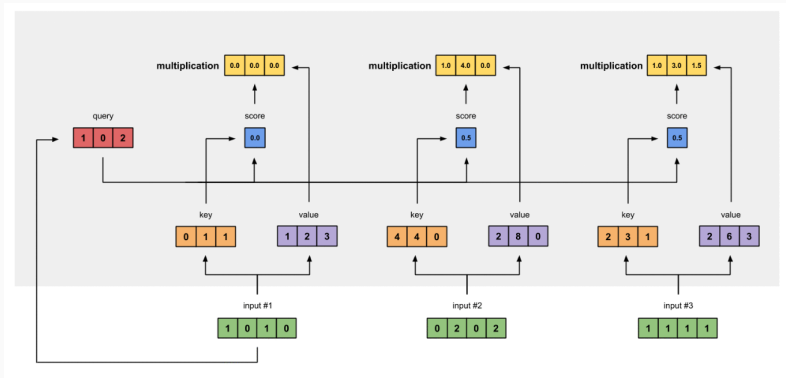 multiplication 0.0 0.0 0.0
multiplication 1.0 4.0 0.0
multiplication 1.0 3.0 1.5
query
score
score
score
1 0 2
0.0
0.5
0.5
key
value
key
value
key
value
0 1 1
1 2 3
4 4 0
2 8 0
2 3 1
2 6 3
input #1
input #2
input #3
1 0 1 0
0 2 0 2
1 1 1 1